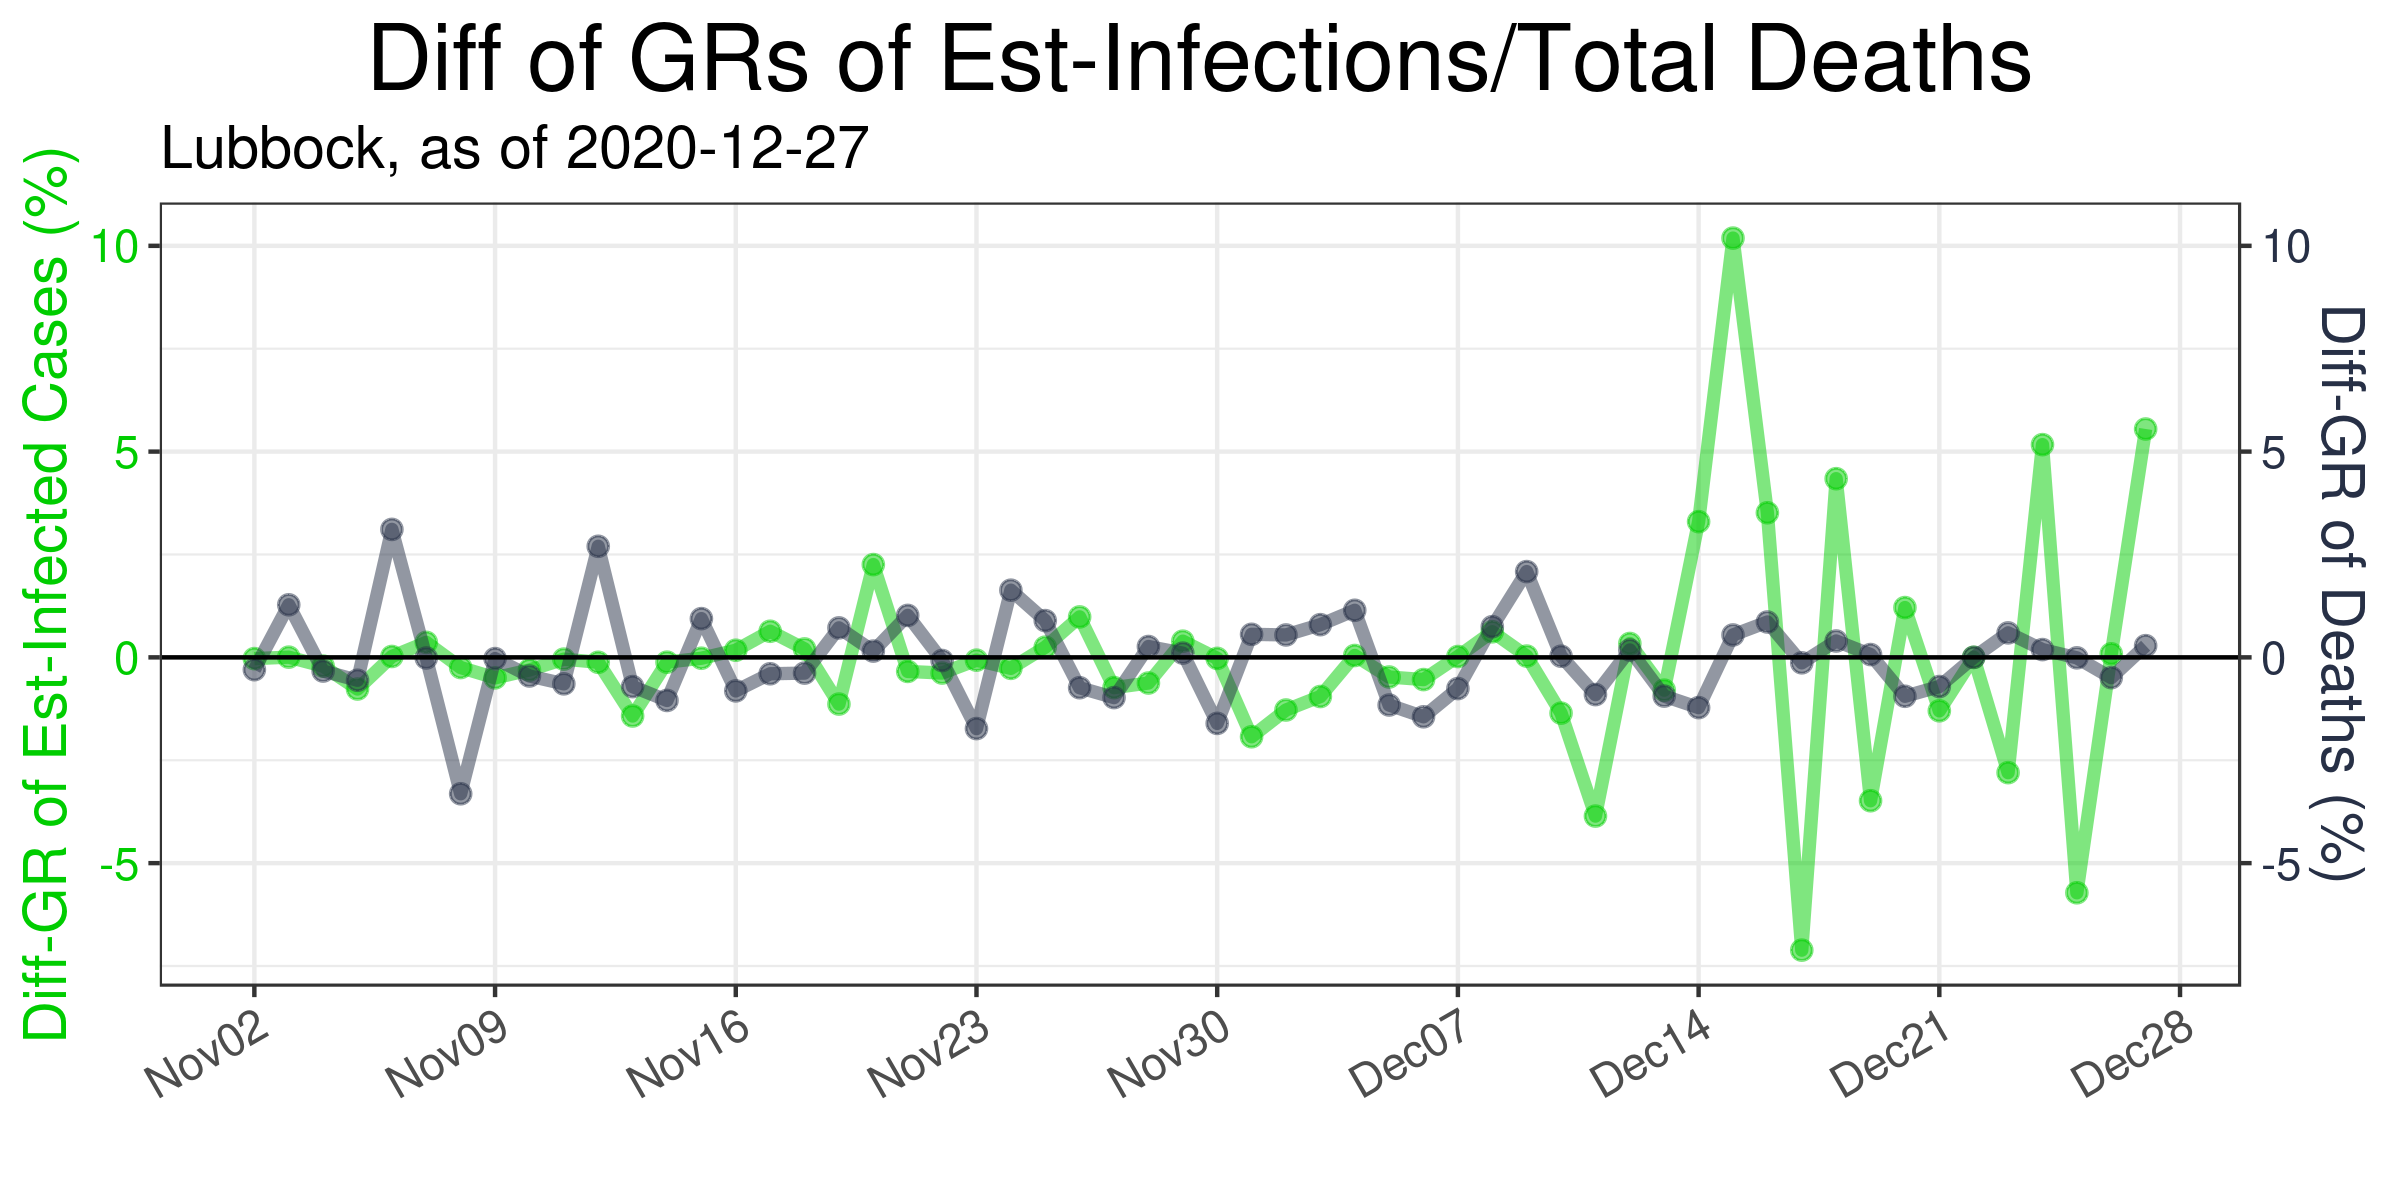 Diff of GRs of Est-Infections/Total Deaths
Lubbock, as of 2020-12-27
Diff-GR of Est-Infected Cases (%)
10
5
0
-5
10
5
0
-5
Diff-GR of Deaths (%)
Nov02
Nov09
Nov16
Nov23
Nov30
Dec07
Dec14
Dec21
Dec28